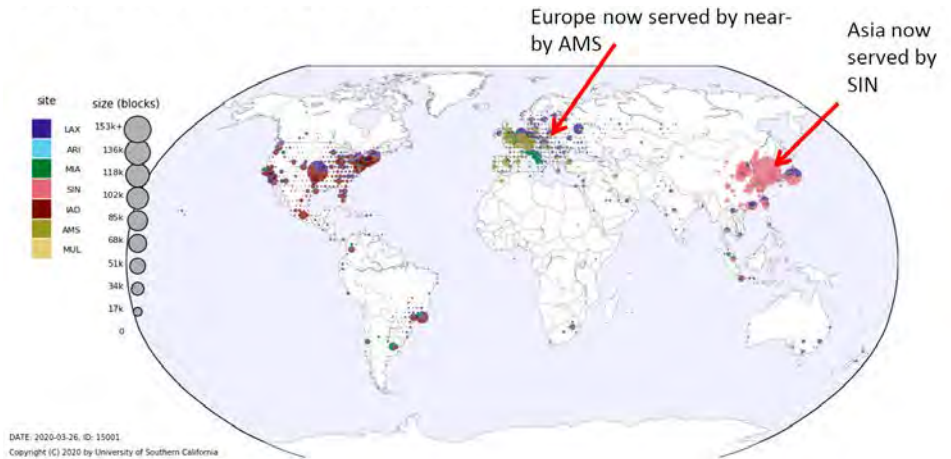 Europe now served by near-
by AMS
Asia now
served by
SIN
site
size (blocks)
LAX
ARI
MIA
SIN
IAD
AMS
MUL
153k+
136k
118k
102k
85k
68k
51k
34k
17k
0
DATE: 2020-03-26, ID: 15001.
Copyright (C) 2020 by University of Southern California